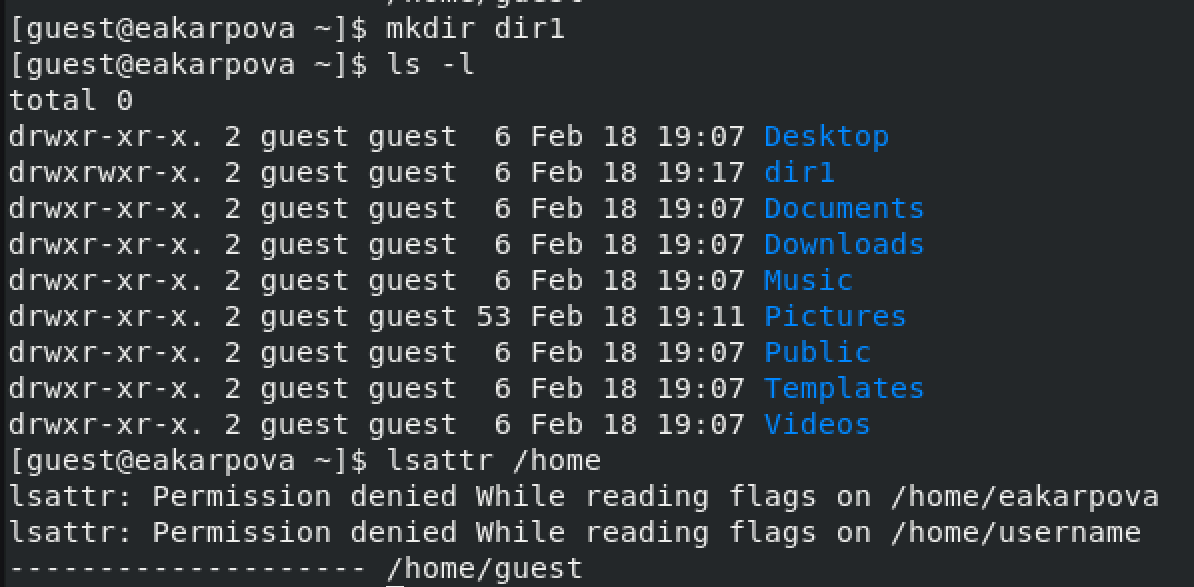 /home/guest
[guest@eakarpova ~]$ mkdir dir1
[guest@eakarpova ~]$ ls -l
total 0
drwxr-xr-x. 2 guest guest  6 Feb 18 19:07 Desktop
drwxrwxr-x. 2 guest guest  6 Feb 18 19:17 dir1
drwxr-xr-x. 2 guest guest  6 Feb 18 19:07 Documents
drwxr-xr-x. 2 guest guest  6 Feb 18 19:07 Downloads
drwxr-xr-x. 2 guest guest  6 Feb 18 19:07 Music
drwxr-xr-x. 2 guest guest 53 Feb 18 19:11 Pictures
drwxr-xr-x. 2 guest guest  6 Feb 18 19:07 Public
drwxr-xr-x. 2 guest guest  6 Feb 18 19:07 Templates
drwxr-xr-x. 2 guest guest  6 Feb 18 19:07 Videos
[guest@eakarpova ~]$ lsattr /home
lsattr: Permission denied While reading flags on /home/eakarpova
lsattr: Permission denied While reading flags on /home/username
-------------------- /home/guest